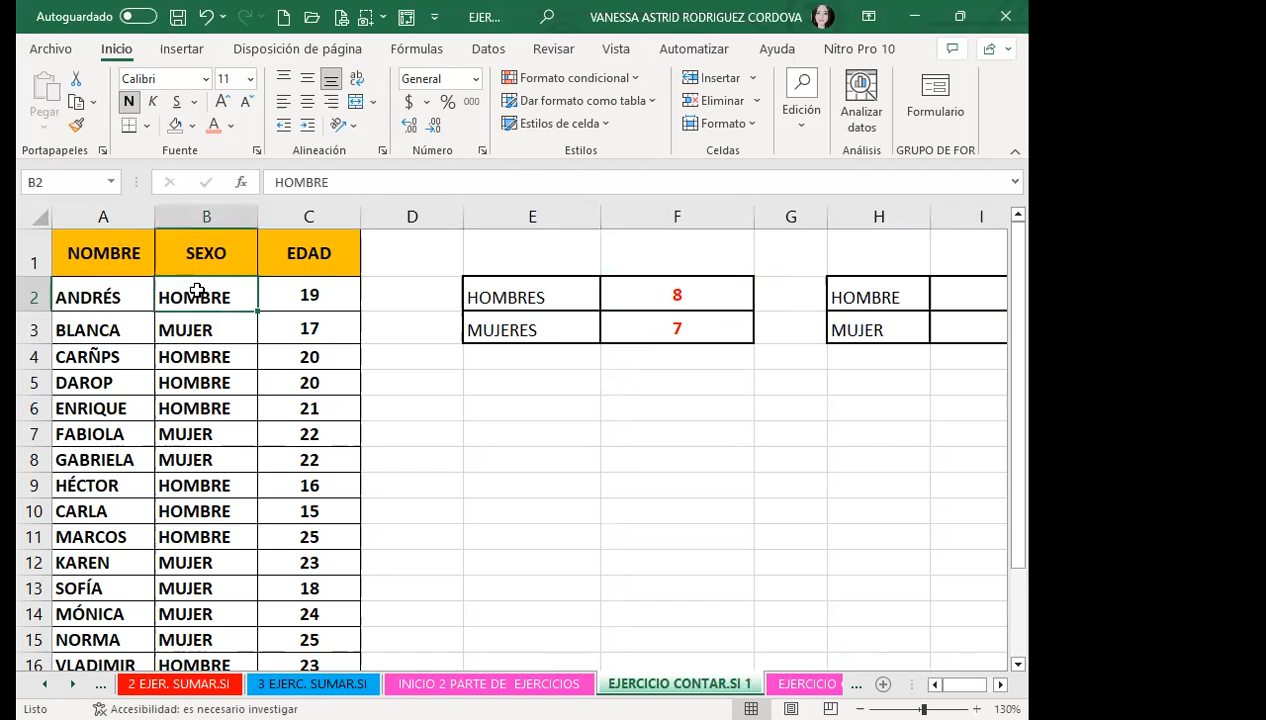 Autoguardado EJER... VANESSA ASTRID RODRIGUEZ CORDOVA
Archivo Inicio Insertar Disposición de página Fórmulas Datos Revisar Vista Automatizar Ayuda Nitro Pro 10
Pegar Calibri 11 General Formato condicional Insertar Edición Analizar datos Formulario
N K S $ % 000 Dar formato como tabla Eliminar
Estilos de celda Formato
Portapapeles Fuente Alineación Número Estilos Celdas Análisis GRUPO DE FOR
B2 fx HOMBRE
A B C D E F G H I
1 NOMBRE SEXO EDAD
2 ANDRÉS HOMBRE 19 HOMBRES 8 HOMBRE
3 BLANCA MUJER 17 MUJERES 7 MUJER
4 CARÑPS HOMBRE 20
5 DAROP HOMBRE 20
6 ENRIQUE HOMBRE 21
7 FABIOLA MUJER 22
8 GABRIELA MUJER 22
9 HÉCTOR HOMBRE 16
10 CARLA HOMBRE 15
11 MARCOS HOMBRE 25
12 KAREN MUJER 23
13 SOFÍA MUJER 18
14 MÓNICA MUJER 24
15 NORMA MUJER 25
16 VLADIMIR HOMBRE 23
... 2 EJER. SUMAR.SI 3 EJERC. SUMAR.SI INICIO 2 PARTE DE EJERCICIOS EJERCICIO CONTAR.SI 1 EJERCICIO ...
Listo Accesibilidad: es necesario investigar 130%